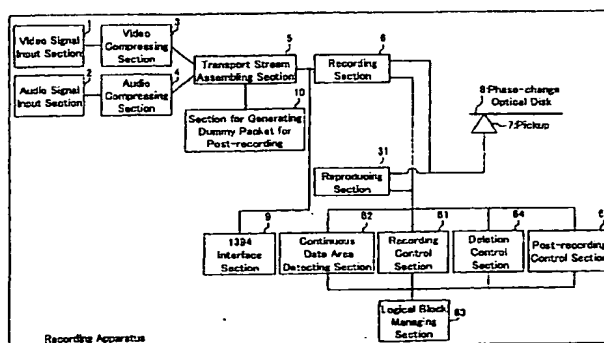 1
3
Video Signal
Input Section
Video
Compressing
Section
2
4
Audio Signal
Input Section
Audio
Compressing
Section
5
Transport Stream
Assembling Section
6
Recording
Section
10
Section for Generating
Dummy Packet for
Post-recording
8:Phase-change
Optical Disk
7:Pickup
31
Reproducing
Section
9
1394
Interface
Section
62
Continuous
Data Area
Detecting Section
61
Recording
Control
Section
64
Deletion
Control
Section
Post-recording
Control Section
Logical Block
Managing
Section
63
Recording Apparatus